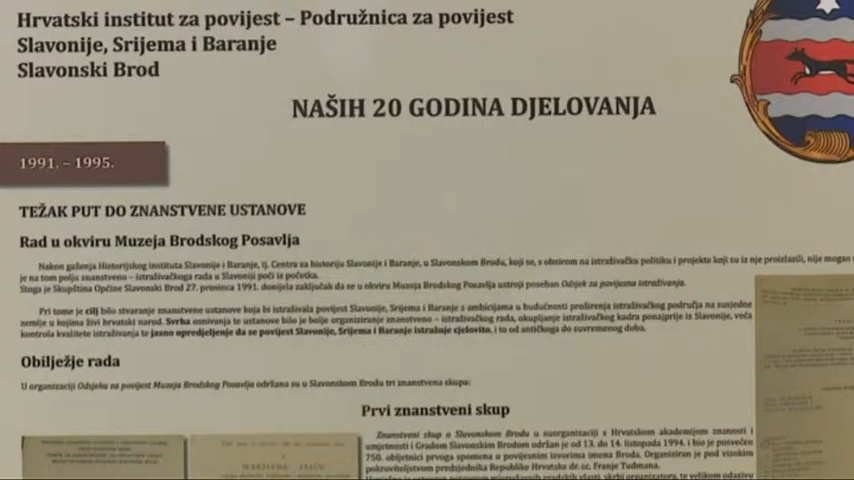 Hrvatski institut za povijest – Podružnica za povijest
Slavonije, Srijema i Baranje
Slavonski Brod
NAŠIH 20 GODINA DJELOVANJA
1991. – 1995.
TEŽAK PUT DO ZNANSTVENE USTANOVE
Rad u okviru Muzeja Brodskog Posavlja
Nakon gašenja Historijskog instituta Slavonije i Baranje, tj. Centra za historiju Slavonije i Baranje, u Slavonskom Brodu, koji se, s obzirom na istraživačku politiku i projekte koji su iz nje proizlazili, nije mogao
je na tom polju znanstveno – istraživačkoga rada u Slavoniji poći iz početka.
Stoga je Skupština Općine Slavonski Brod 27. prosinca 1991. donijela zaključak da se u okviru Muzeja Brodskog Posavlja ustroji poseban Odsjek za povijesna istraživanja.
Pri tome je cilj bilo stvaranje znanstvene ustanove koja bi istraživala povijest Slavonije, Srijema i Baranje s ambicijama u budućnosti proširenja istraživačkog područja na susjedne
zemlje u kojima živi hrvatski narod. Svrha osnivanja te ustanove bilo je bolje organiziranje znanstveno – istraživačkog rada, okupljanje istraživačkog kadra ponajprije iz Slavonije, veća
kontrola kvalitete istraživanja te jasno opredjeljenje da se povijest Slavonije, Srijema i Baranje istražuje cjelovito, i to od antičkoga do suvremenog doba.
Obilježje rada
U organizaciji Odsjeka za povijest Muzeja Brodskog Posavlja održana su u Slavonskom Brodu tri znanstvena skupa:
Prvi znanstveni skup
Znanstveni skup o Slavonskom Brodu u suorganizaciji s Hrvatskom akademijom znanosti i
umjetnosti i Gradom Slavonskim Brodom održan je od 13. do 14. listopada 1994. i bio je posvećen
750. obljetnici prvoga spomena u povijesnim izvorima imena Broda. Organiziran je pod visokim
pokroviteljstvom predsjednika Republike Hrvatske dr. sc. Franje Tuđmana.